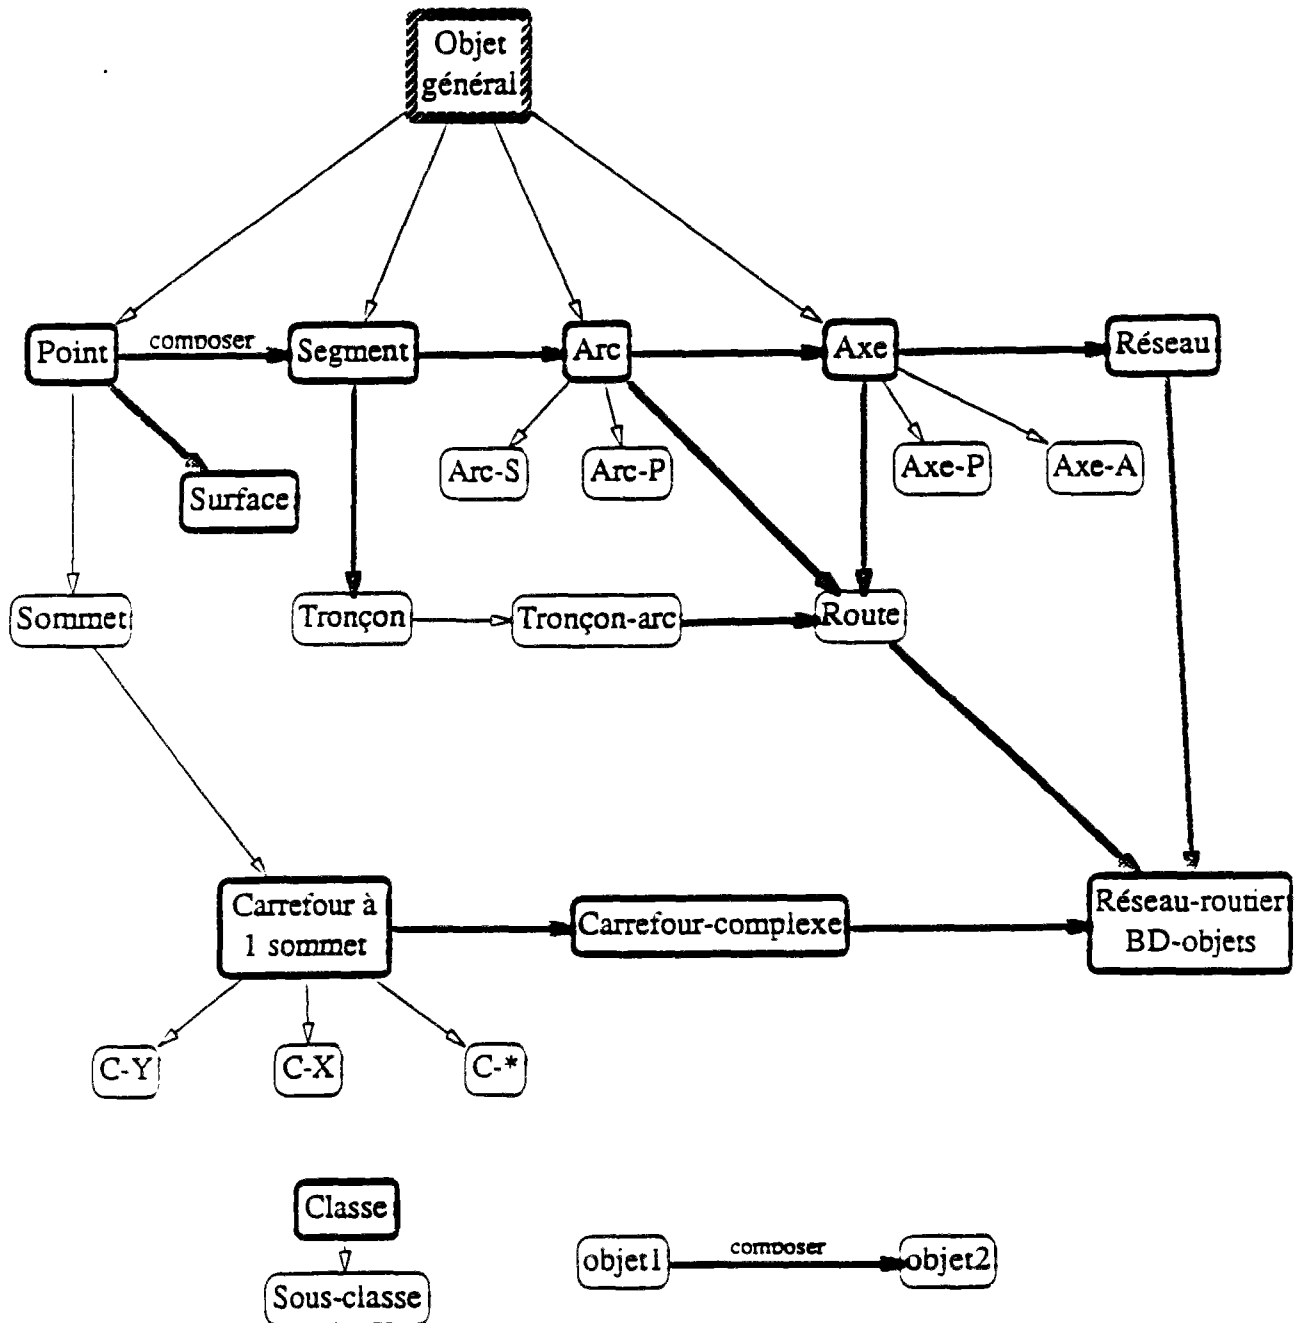 Objet
général
composer
Point
Segment
Arc
Axe
Réseau
Arc-S
Arc-P
Axe-P
Axe-A
Surface
Sommet
Tronçon
Tronçon-arc
Route
Carrefour à
1 sommet
Carrefour-complexe
Réseau-routier
BD-objets
C-Y
C-X
C-*
Classe
Sous-classe
objet1
composer
objet2